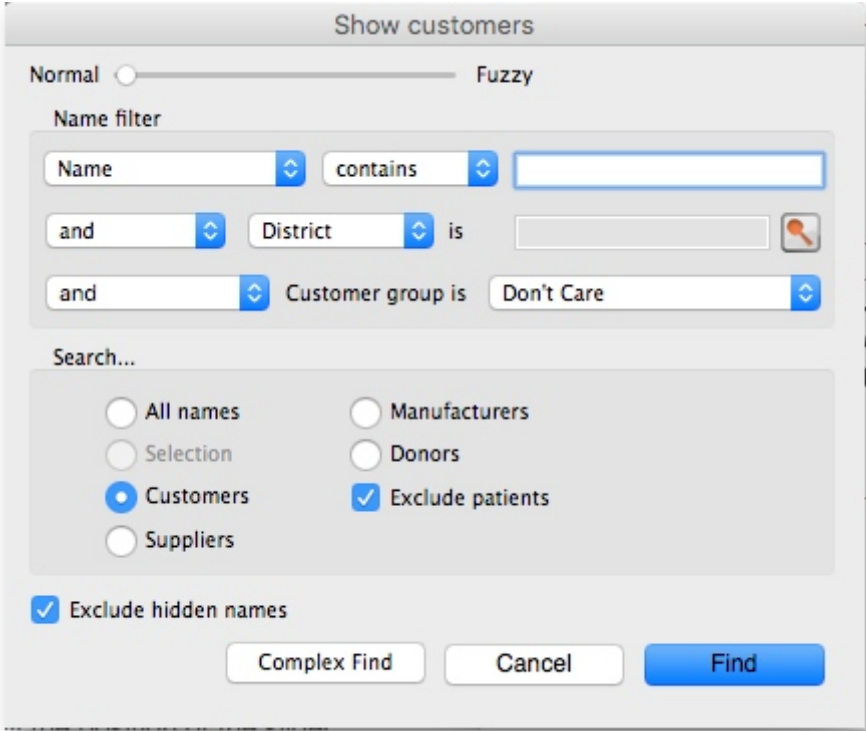 Show customers
Normal Fuzzy
Name filter
Name contains
and District is
and Customer group is Don't Care
Search...
All names Manufacturers
Selection Donors
Customers Exclude patients
Suppliers
Exclude hidden names
Complex Find Cancel Find